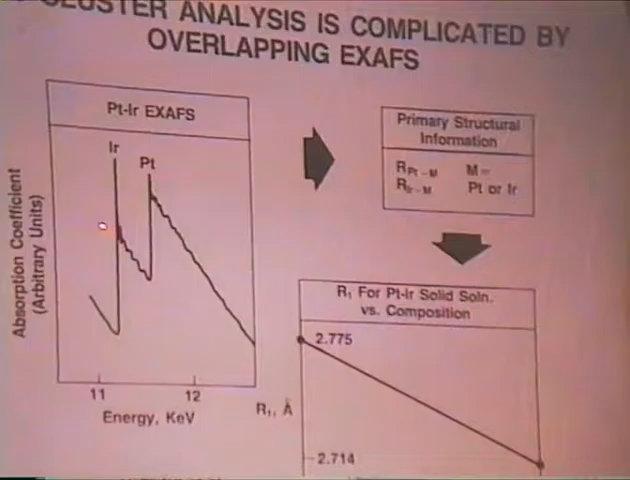 CLUSTER ANALYSIS IS COMPLICATED BY
OVERLAPPING EXAFS
Pt-Ir EXAFS
Ir
Pt
Absorption Coefficient
(Arbitrary Units)
11
12
Energy, KeV
Primary Structural
Information
R Pt – M   M =
R Ir – M   Pt or Ir
R₁ For Pt-Ir Solid Soln.
vs. Composition
2.775
R₁, Å
2.714